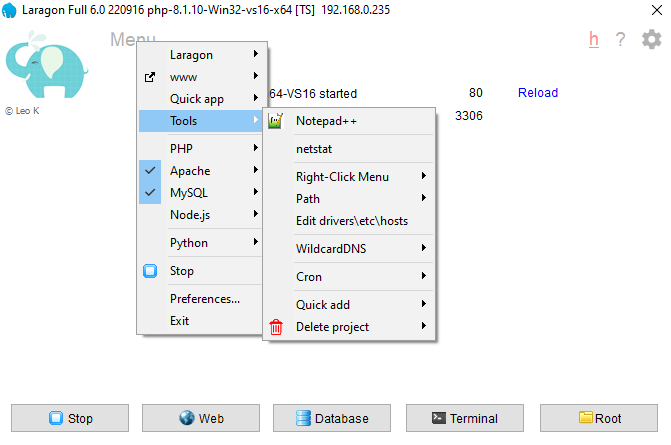 Laragon Full 6.0 220916 php-8.1.10-Win32-vs16-x64 [TS] 192.168.0.235
Menu
h ?
© Leo K
Laragon
www
Quick app
Tools
PHP
Apache
MySQL
Node.js
Python
Stop
Preferences...
Exit
64-VS16 started 80 Reload
3306
Notepad++
netstat
Right-Click Menu
Path
Edit drivers\etc\hosts
WildcardDNS
Cron
Quick add
Delete project
Stop Web Database Terminal Root